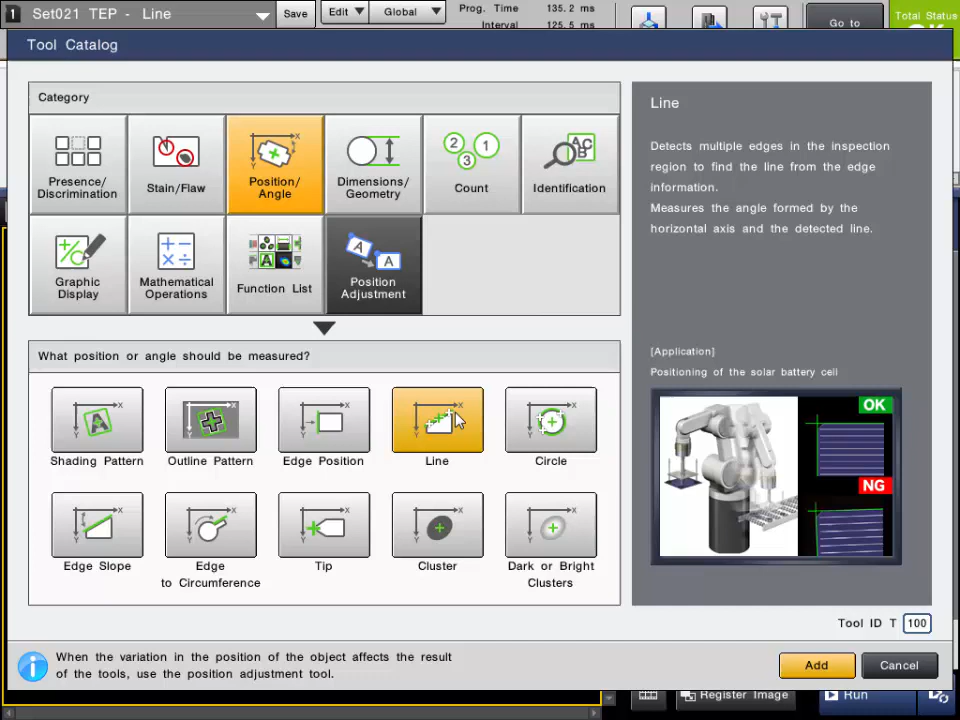 1 Set021 TEP - Line
Save
Edit
Global
Prog. Time
135.2 ms
Interval
125.5 ms
Go to
Total Status
Tool Catalog
Category
Presence/
Discrimination
Stain/Flaw
Position/
Angle
Dimensions/
Geometry
Count
Identification
Graphic
Display
Mathematical
Operations
Function List
Position
Adjustment
What position or angle should be measured?
Shading Pattern
Outline Pattern
Edge Position
Line
Circle
Edge Slope
Edge
to Circumference
Tip
Cluster
Dark or Bright
Clusters
Line
Detects multiple edges in the inspection
region to find the line from the edge
information.
Measures the angle formed by the
horizontal axis and the detected line.
[Application]
Positioning of the solar battery cell
OK
NG
Tool ID T 100
When the variation in the position of the object affects the result
of the tools, use the position adjustment tool.
Add
Cancel
Register Image
Run